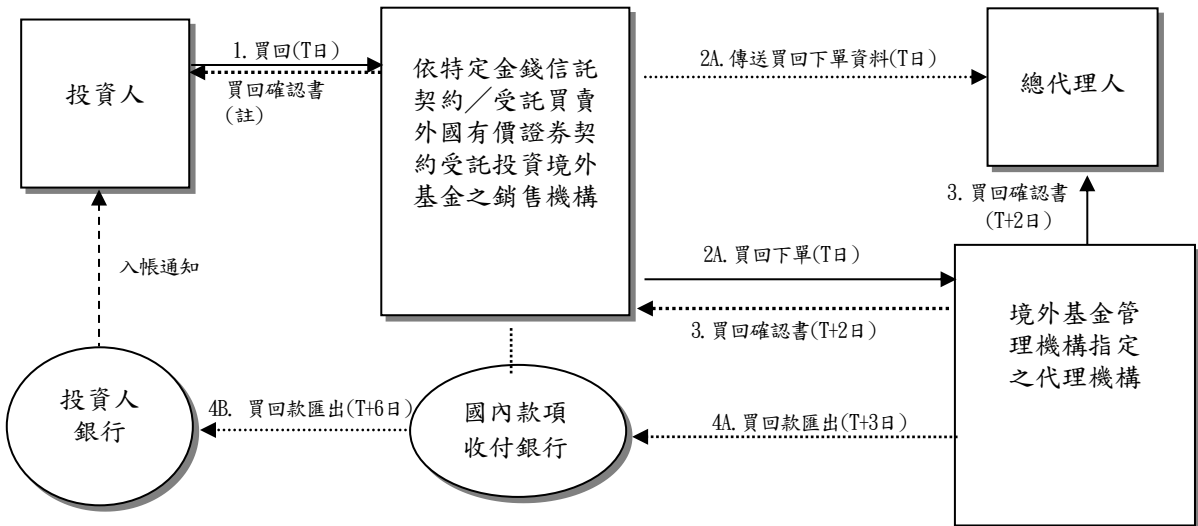 投資人
1.買回(T日)
買回確認書
(註)
依特定金錢信託
契約／受託買賣
外國有價證券契
約受託投資境外
基金之銷售機構
2A.傳送買回下單資料(T日)
總代理人
3.買回確認書
(T+2日)
入帳通知
2A.買回下單(T日)
3.買回確認書(T+2日)
境外基金管
理機構指定
之代理機構
投資人
銀行
4B. 買回款匯出(T+6日)
國內款項
收付銀行
4A.買回款匯出(T+3日)